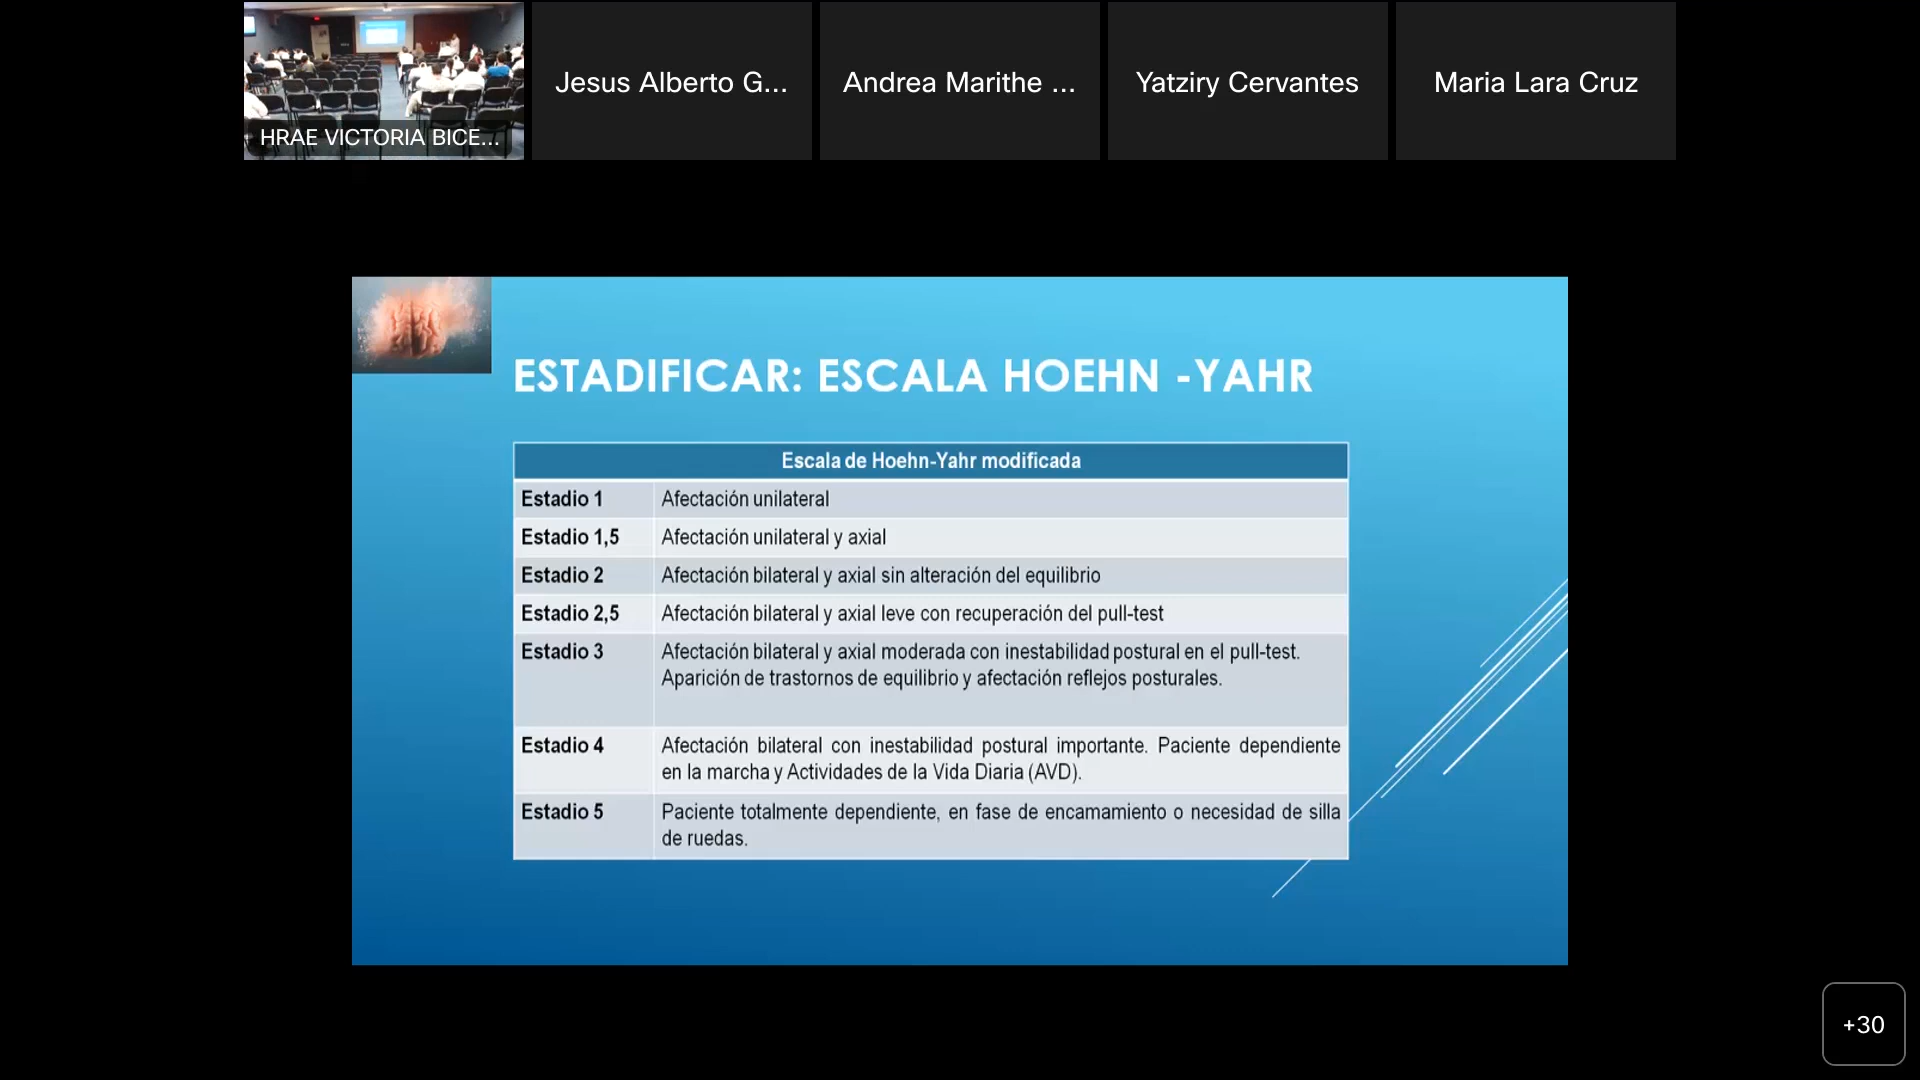 Jesus Alberto G...
Andrea Marithe ...
Yatziry Cervantes
Maria Lara Cruz
HRAE VICTORIA BICE...
ESTADIFICAR: ESCALA HOEHN -YAHR
Escala de Hoehn-Yahr modificada
Estadio 1 Afectación unilateral
Estadio 1,5 Afectación unilateral y axial
Estadio 2 Afectación bilateral y axial sin alteración del equilibrio
Estadio 2,5 Afectación bilateral y axial leve con recuperación del pull-test
Estadio 3 Afectación bilateral y axial moderada con inestabilidad postural en el pull-test.
Aparición de trastornos de equilibrio y afectación reflejos posturales.
Estadio 4 Afectación bilateral con inestabilidad postural importante. Paciente dependiente
en la marcha y Actividades de la Vida Diaria (AVD).
Estadio 5 Paciente totalmente dependiente, en fase de encamamiento o necesidad de silla
de ruedas.
+30